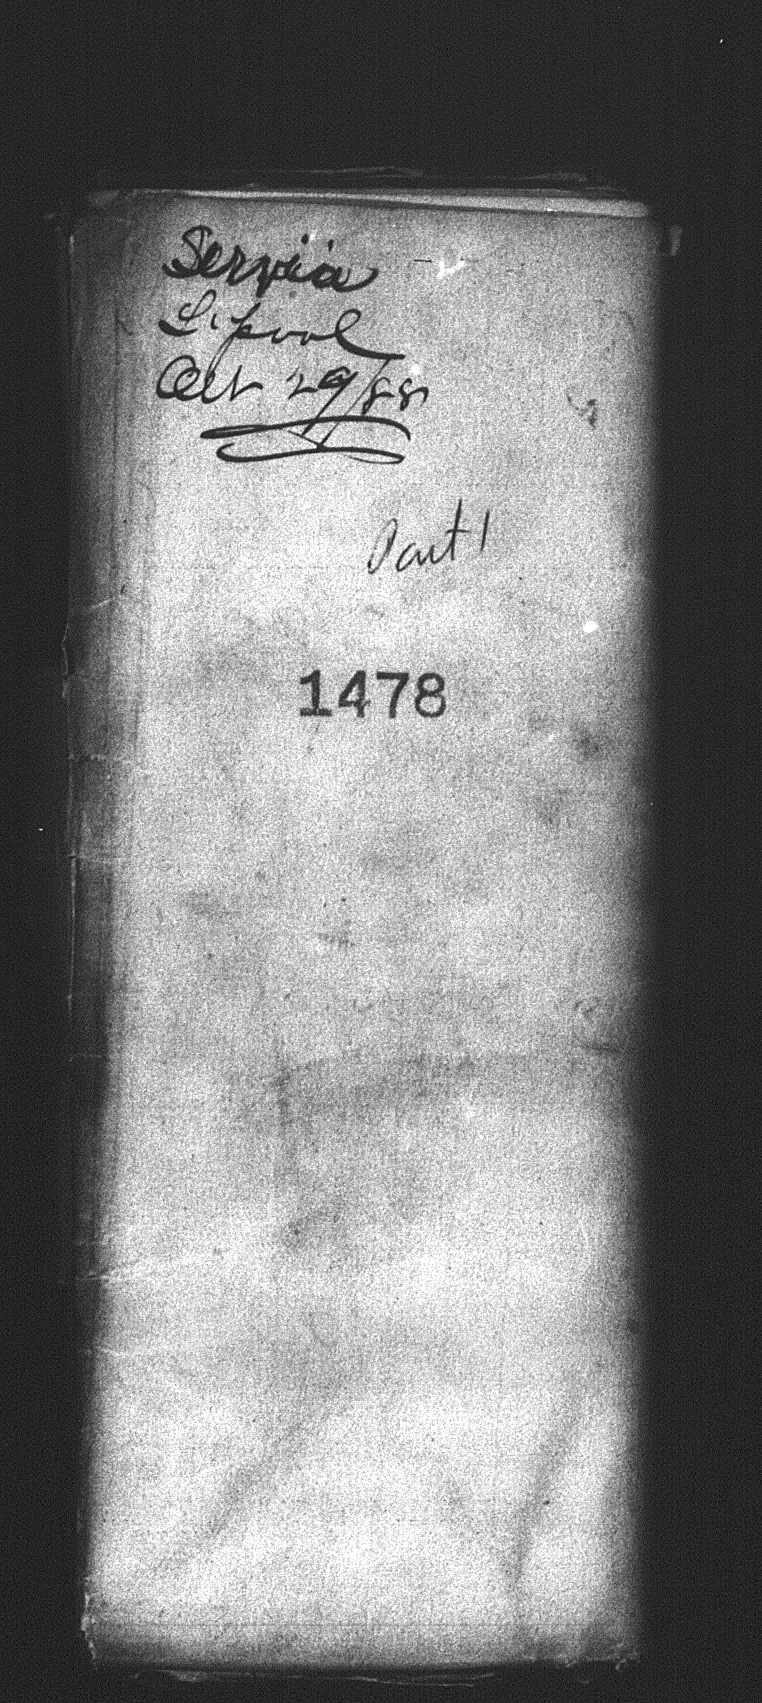 Servia
L'pool
Oct 29/88
Part 1
1478